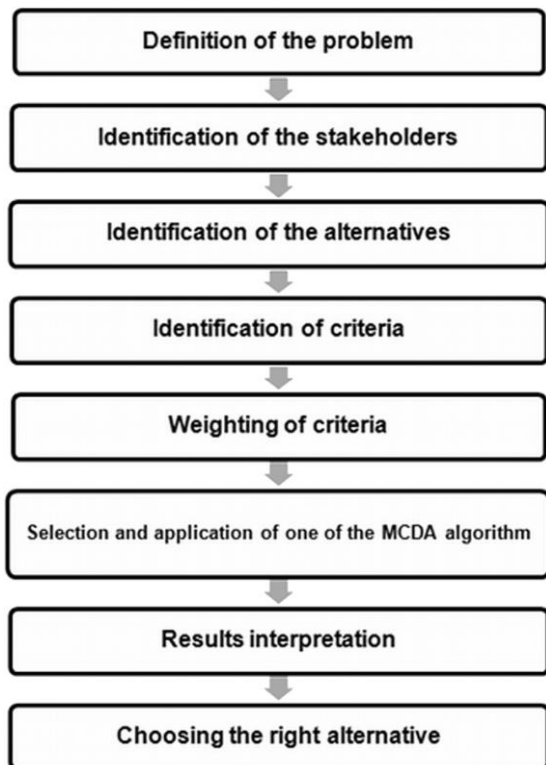 Definition of the problem
Identification of the stakeholders
Identification of the alternatives
Identification of criteria
Weighting of criteria
Selection and application of one of the MCDA algorithm
Results interpretation
Choosing the right alternative